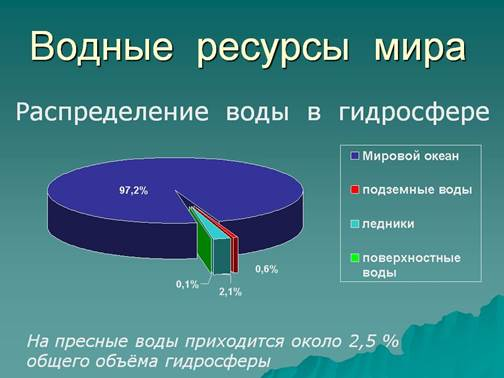 Водные ресурсы мира
Распределение воды в гидросфере
97,2%
0,1%
2,1%
0,6%
Мировой океан
подземные воды
ледники
поверхностные
воды
На пресные воды приходится около 2,5 %
общего объёма гидросферы